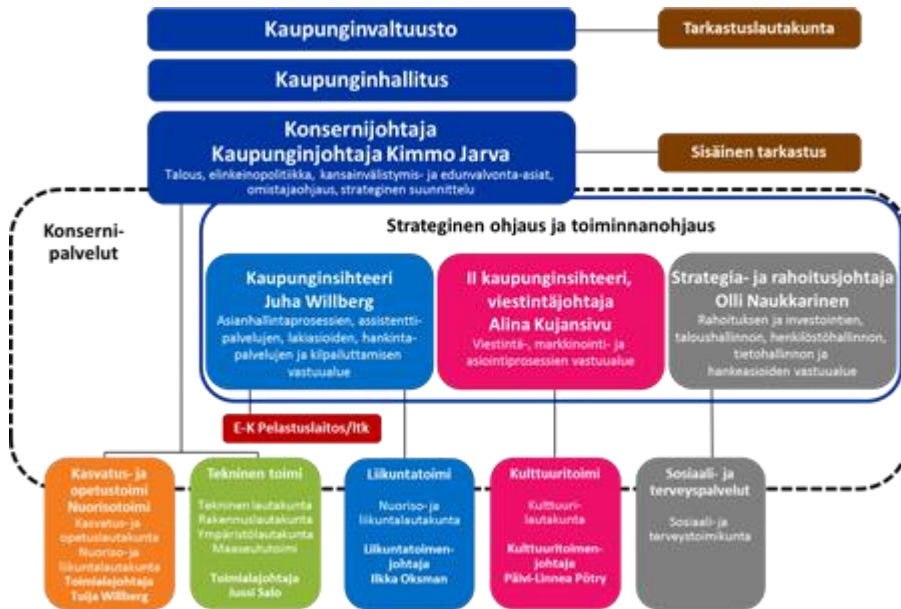 Kaupunginvaltuusto
Tarkastuslautakunta
Kaupunginhallitus
Konsernijohtaja
Kaupunginjohtaja Kimmo Jarva
Talous, elinkeinopolitiikka, kansainvälistymis- ja edunvalvonta-asiat,
omistajaohjaus, strateginen suunnittelu
Sisäinen tarkastus
Konserni-
palvelut
Strateginen ohjaus ja toiminnanohjaus
Kaupunginsihteeri
Juha Willberg
Asianhallintaprosessien, assistentti-
palvelujen, lakiasioiden, hankinta-
palvelujen ja kilpailuttamisen
vastuualue
II kaupunginsihteeri,
viestintäjohtaja
Alina Kujansivu
Viestintä-, markkinointi- ja
asiointiprosessien vastuualue
Strategia- ja rahoitusjohtaja
Olli Naukkarinen
Rahoituksen ja investointien,
taloushallinnon, henkilöstöhallinnon,
tietohallinnon ja
hankeasioiden vastuualue
E-K Pelastuslaitos/ltk
Kasvatus- ja
opetustoimi
Nuorisotoimi
Kasvatus- ja
opetuslautakunta
Nuoriso- ja
liikuntalautakunta
Toimialajohtaja
Tuija Willberg
Tekninen toimi
Tekninen lautakunta
Rakennuslautakunta
Ympäristölautakunta
Maaseututoimi
Toimialajohtaja
Jussi Salo
Liikuntatoimi
Nuoriso- ja
liikuntalautakunta
Liikuntatoimen-
johtaja
Ilkka Oksman
Kulttuuritoimi
Kulttuuri-
lautakunta
Kulttuuritoimen-
johtaja
Päivi-Linnea Pötry
Sosiaali- ja
terveyspalvelut
Sosiaali- ja
terveystoimikunta